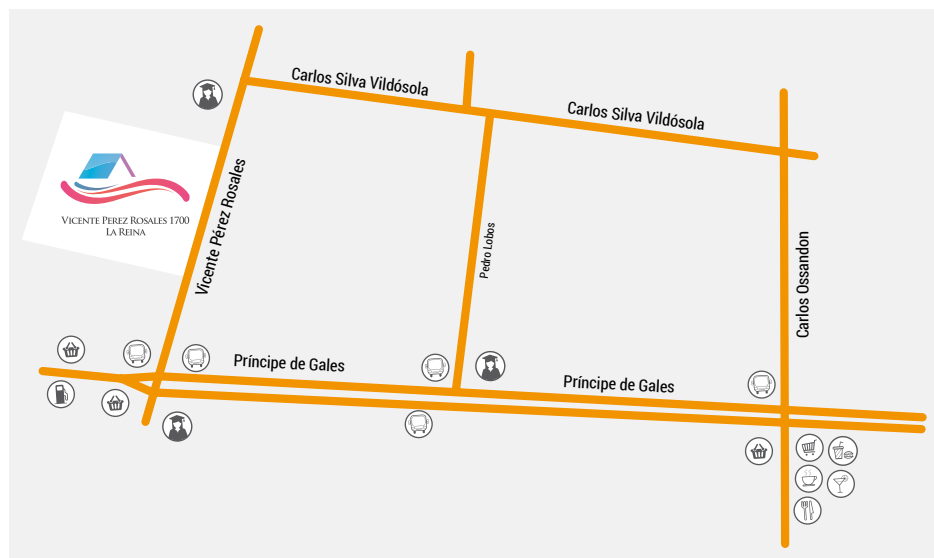 Carlos Silva Vildósola
Carlos Silva Vildósola
VICENTE PEREZ ROSALES 1700
LA REINA
Vicente Pérez Rosales
Pedro Lobos
Carlos Ossandon
Príncipe de Gales
Príncipe de Gales